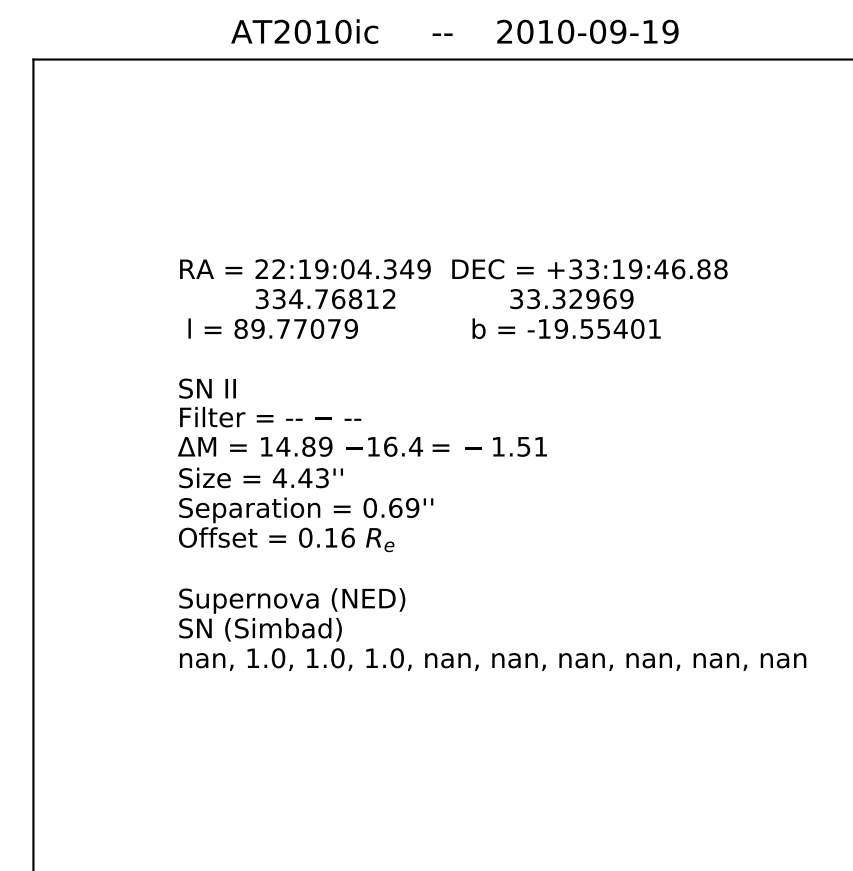 AT2010ic -- 2010-09-19
RA = 22:19:04.349 DEC = +33:19:46.88
334.76812 33.32969
l = 89.77079 b = -19.55401
SN II
Filter = -- − --
ΔM = 14.89 −16.4 = − 1.51
Size = 4.43''
Separation = 0.69''
Offset = 0.16 Rₑ
Supernova (NED)
SN (Simbad)
nan, 1.0, 1.0, 1.0, nan, nan, nan, nan, nan, nan